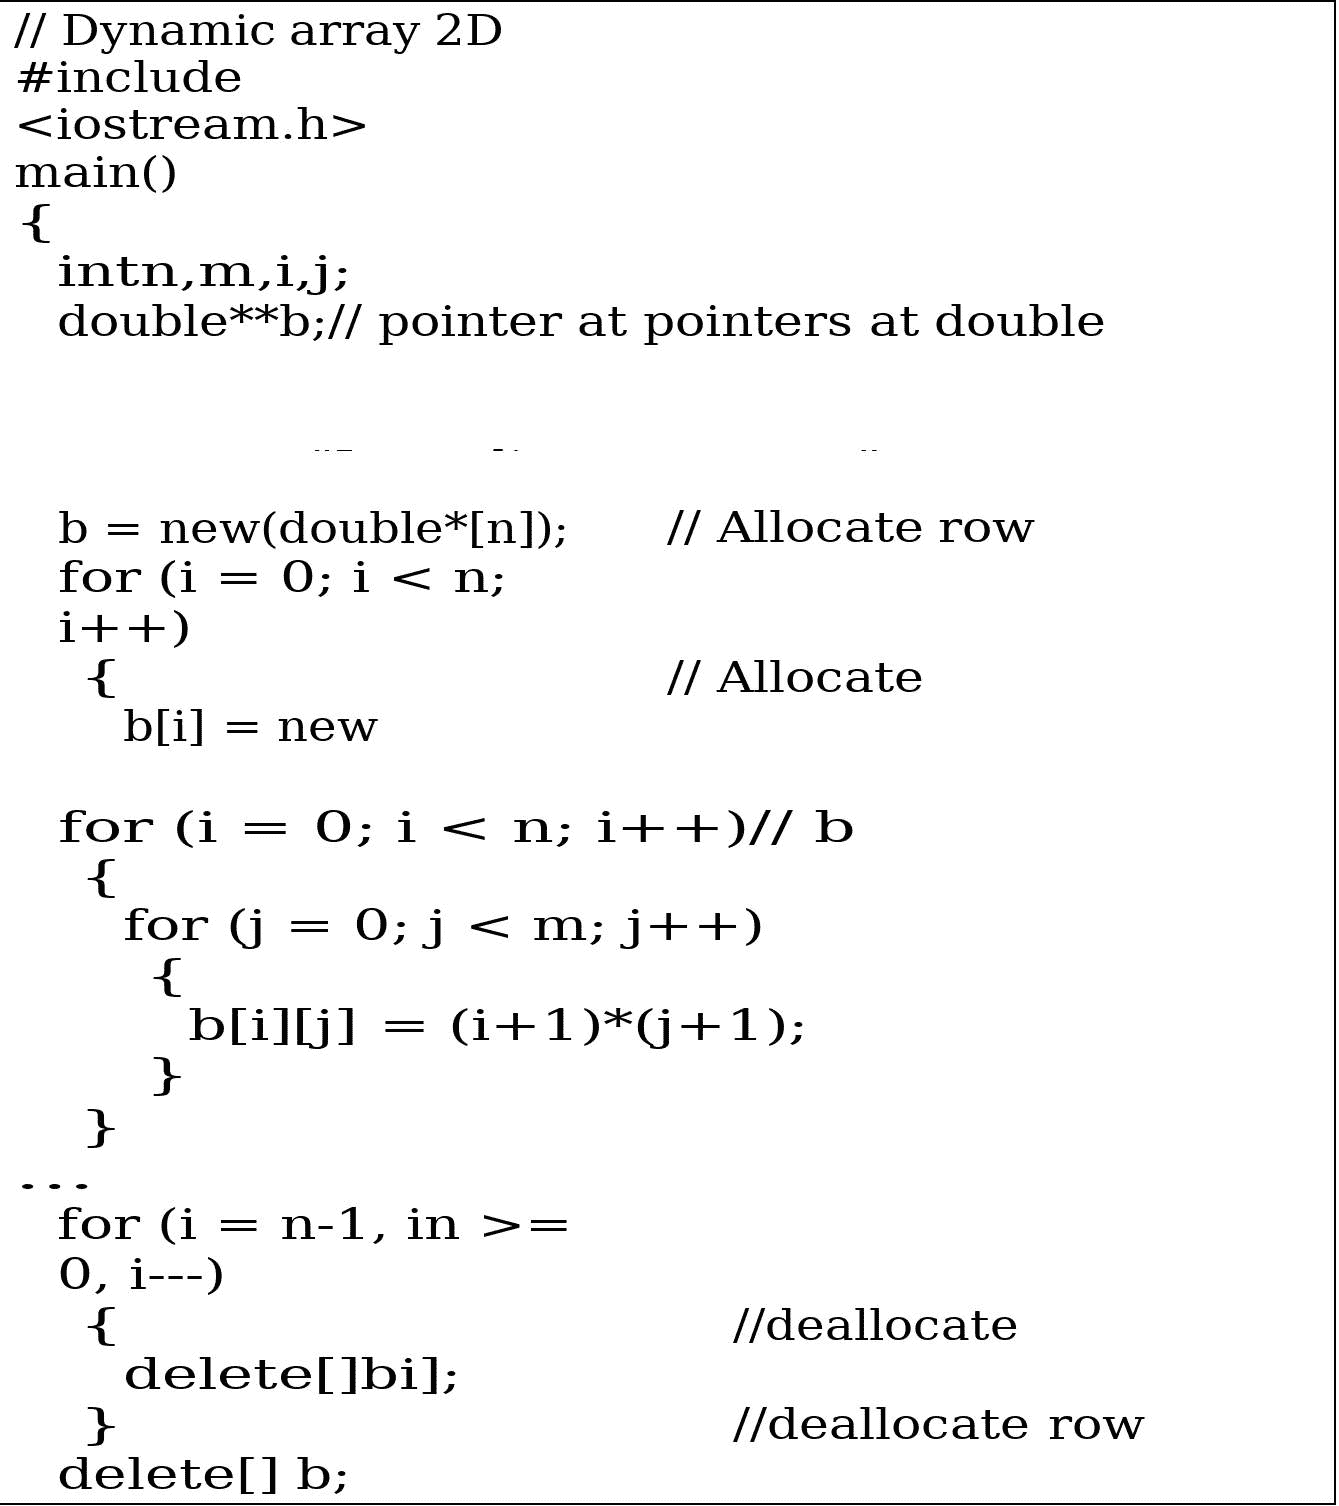 // Dynamic array 2D
#include
<iostream.h>
main()
{
intn,m,i,j;
double**b;// pointer at pointers at double
b = new(double*[n]); // Allocate row
for (i = 0; i < n;
i++)
{ // Allocate
b[i] = new
for (i = 0; i < n; i++)// b
{
for (j = 0; j < m; j++)
{
b[i][j] = (i+1)*(j+1);
}
}
...
for (i = n-1, in >=
0, i---)
{ //deallocate
delete[]bi];
} //deallocate row
delete[] b;